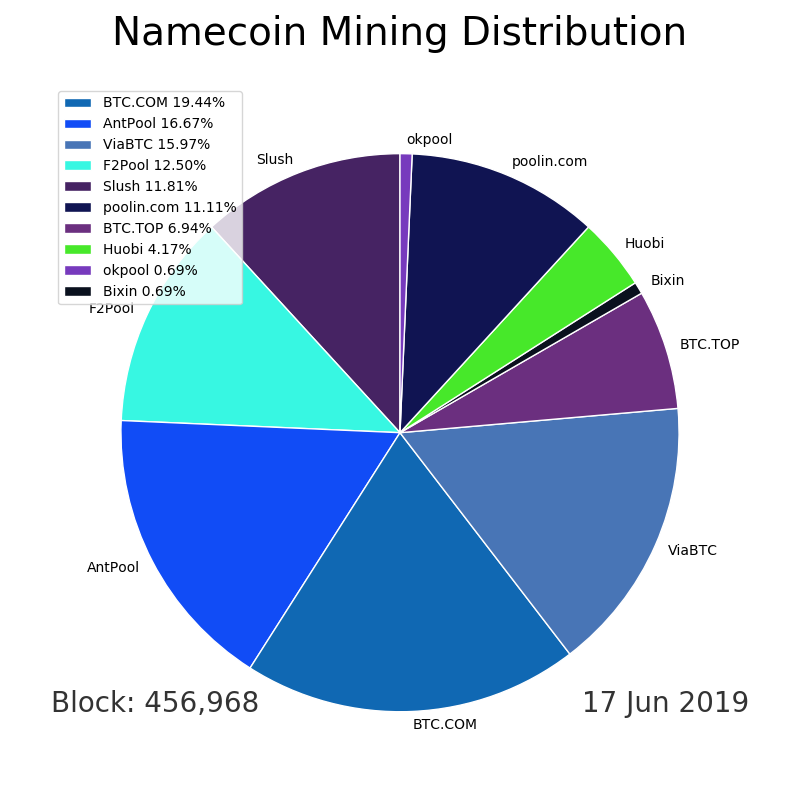 Namecoin Mining Distribution
BTC.COM 19.44%
AntPool 16.67%
ViaBTC 15.97%
F2Pool 12.50%
Slush 11.81%
poolin.com 11.11%
BTC.TOP 6.94%
Huobi 4.17%
okpool 0.69%
Bixin 0.69%
okpool
Slush
poolin.com
Huobi
Bixin
F2Pool
BTC.TOP
ViaBTC
AntPool
BTC.COM
Block: 456,968
17 Jun 2019